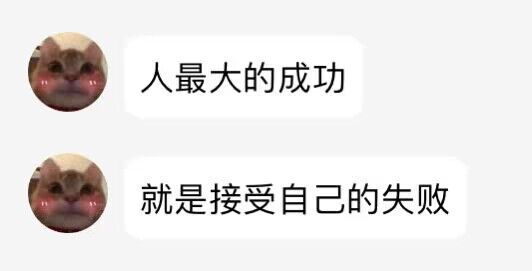 人最大的成功
就是接受自己的失败